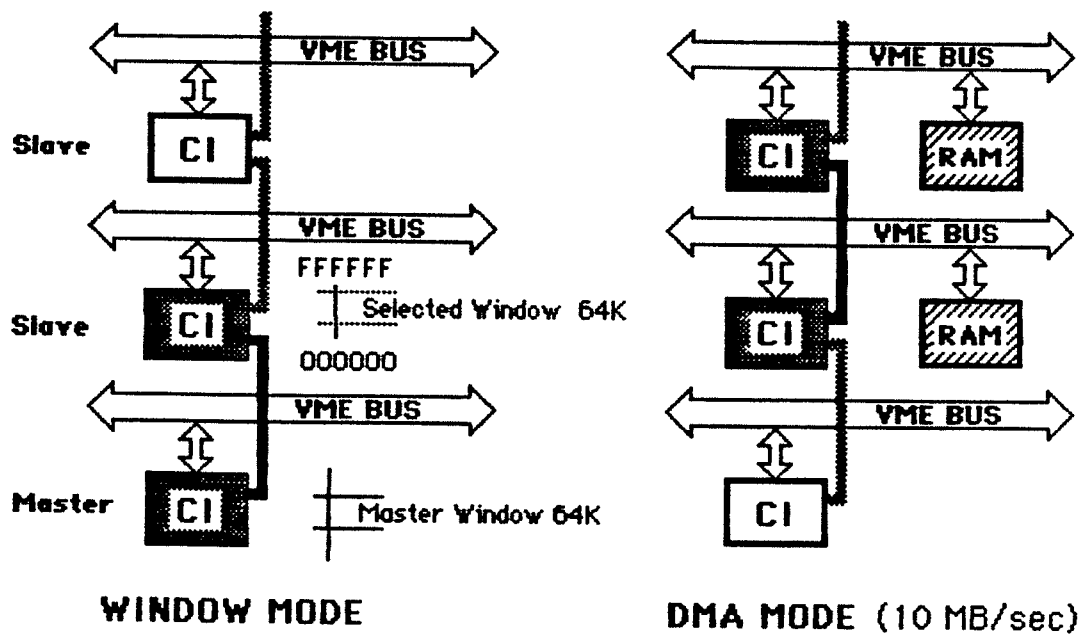 VME BUS
Slave
CI
VME BUS
FFFFFF
Slave
CI
Selected Window 64K
000000
VME BUS
Master
CI
Master Window 64K
WINDOW MODE
VME BUS
CI
RAM
VME BUS
CI
RAM
VME BUS
CI
DMA MODE (10 MB/sec)